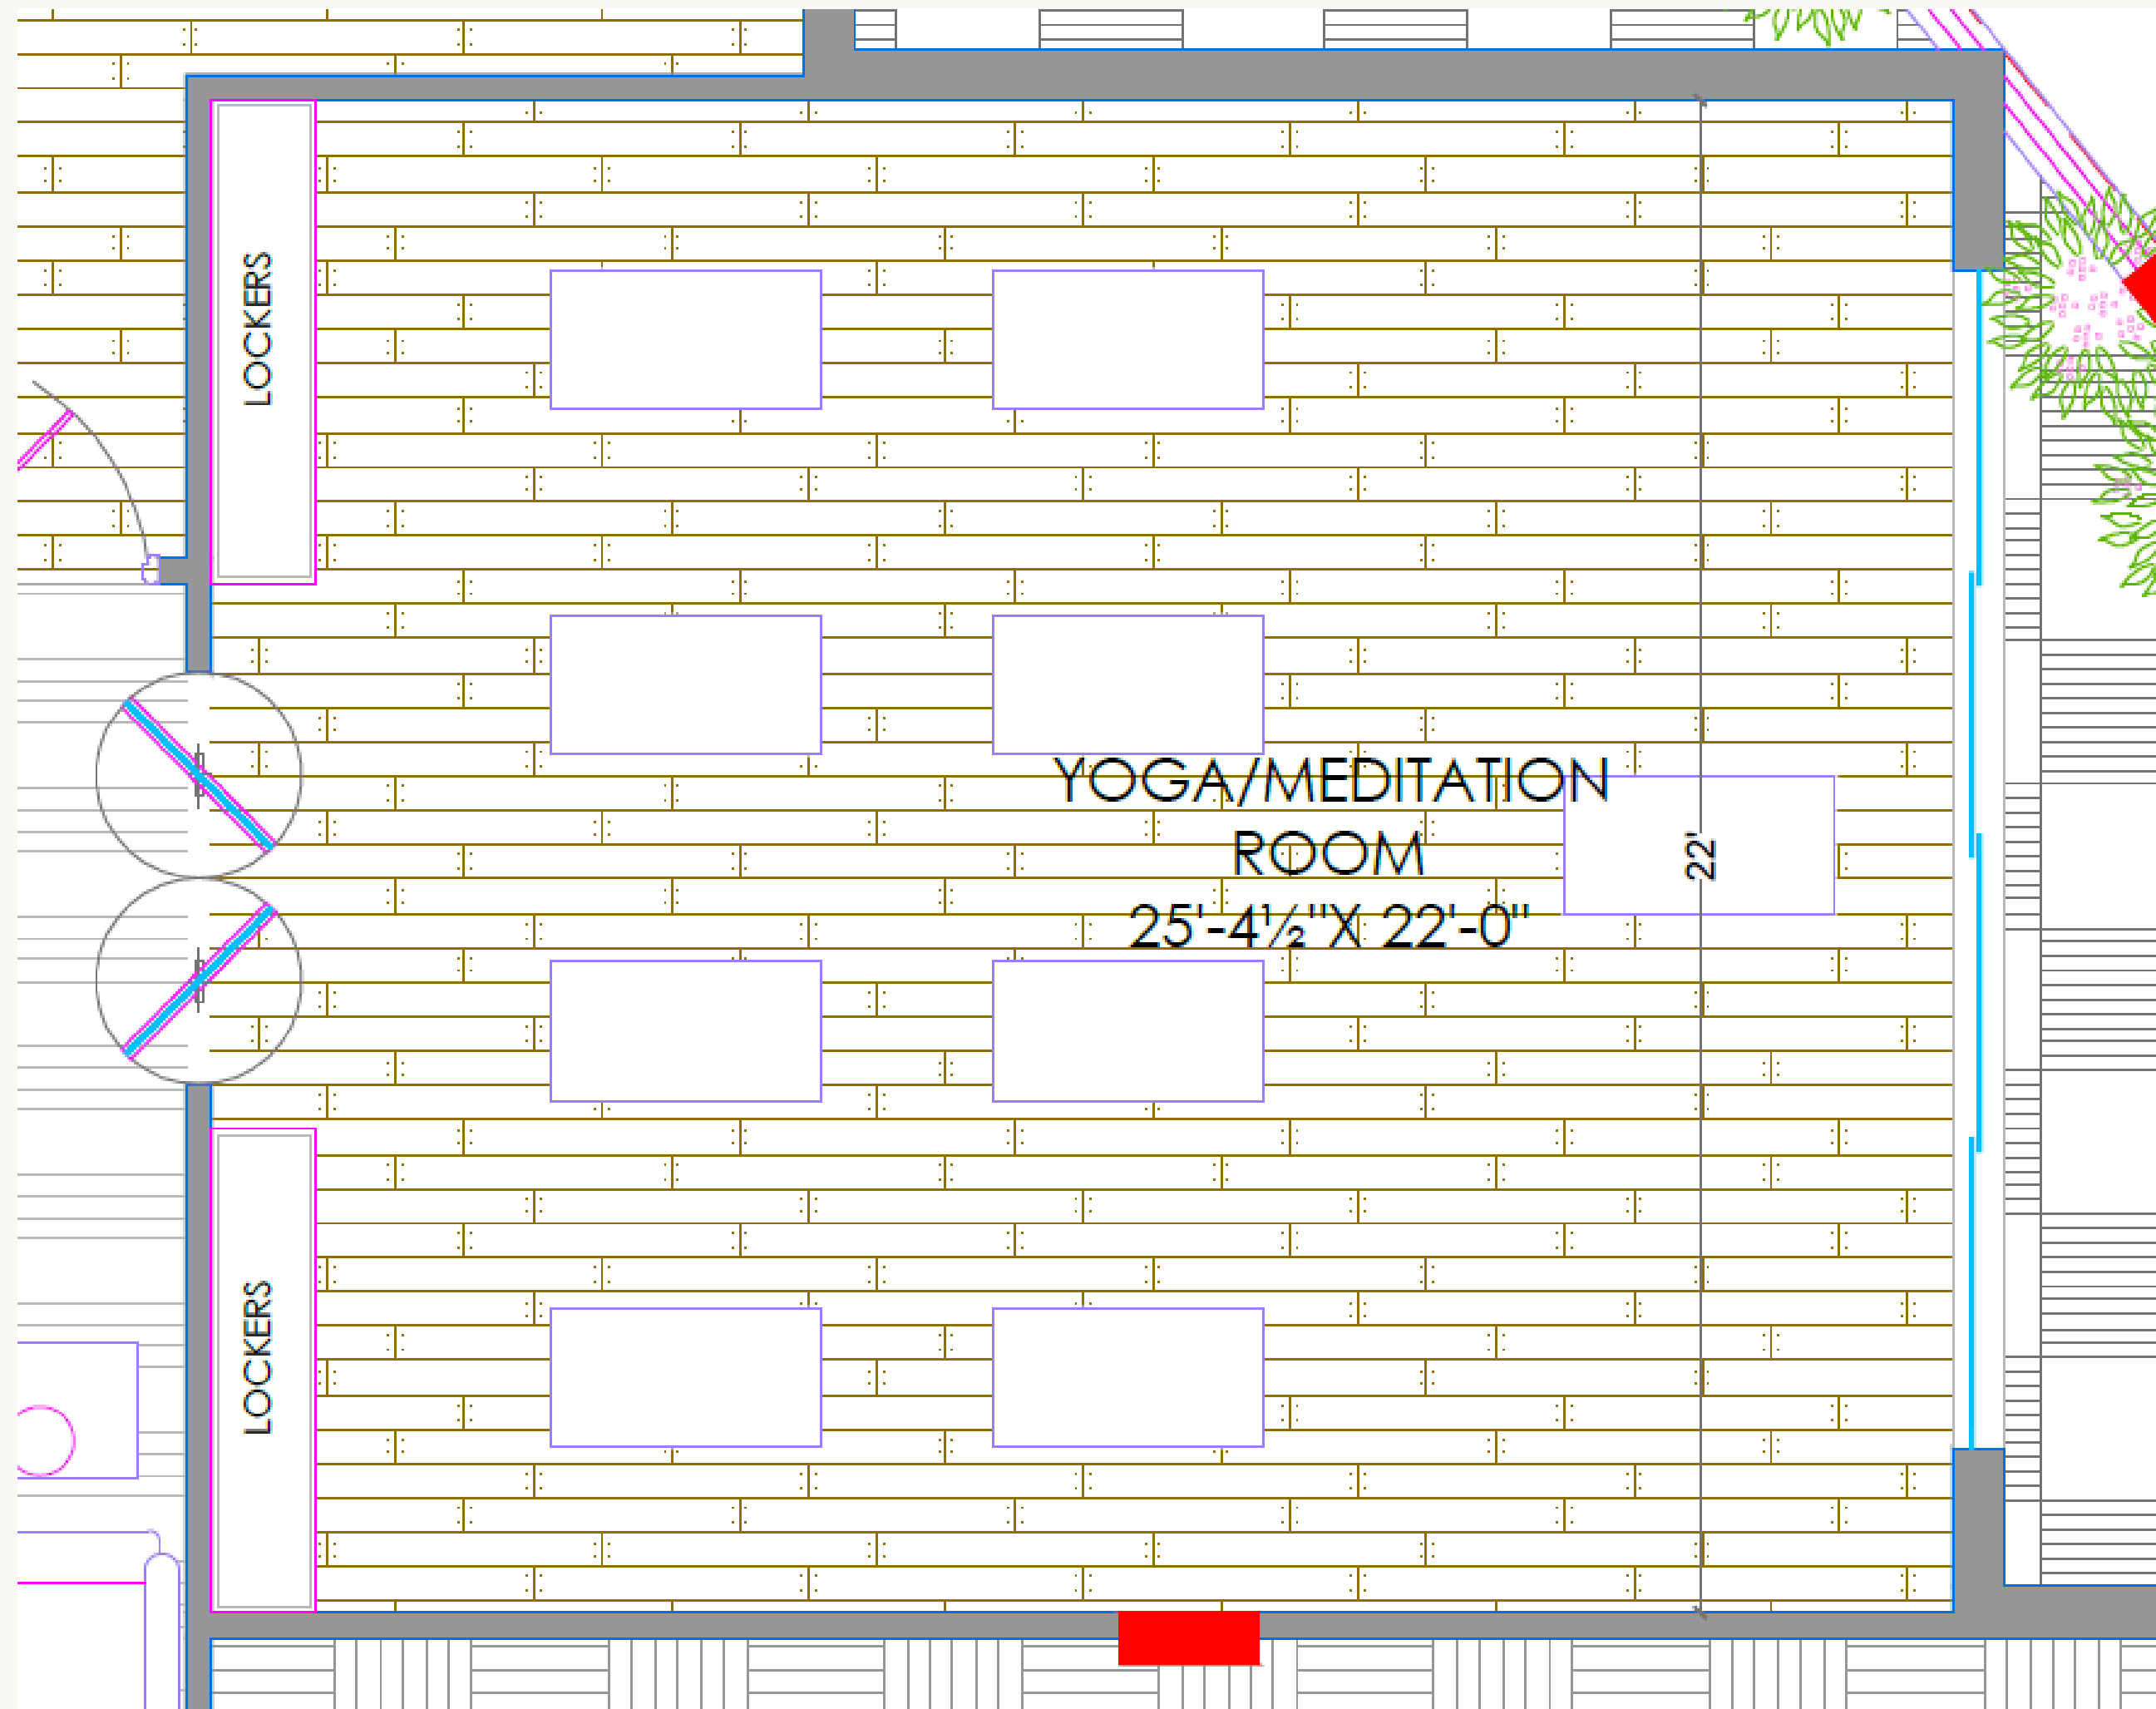 LOCKERS
YOGA/MEDITATION
ROOM
25'-4½"X 22'-0"
22'
LOCKERS